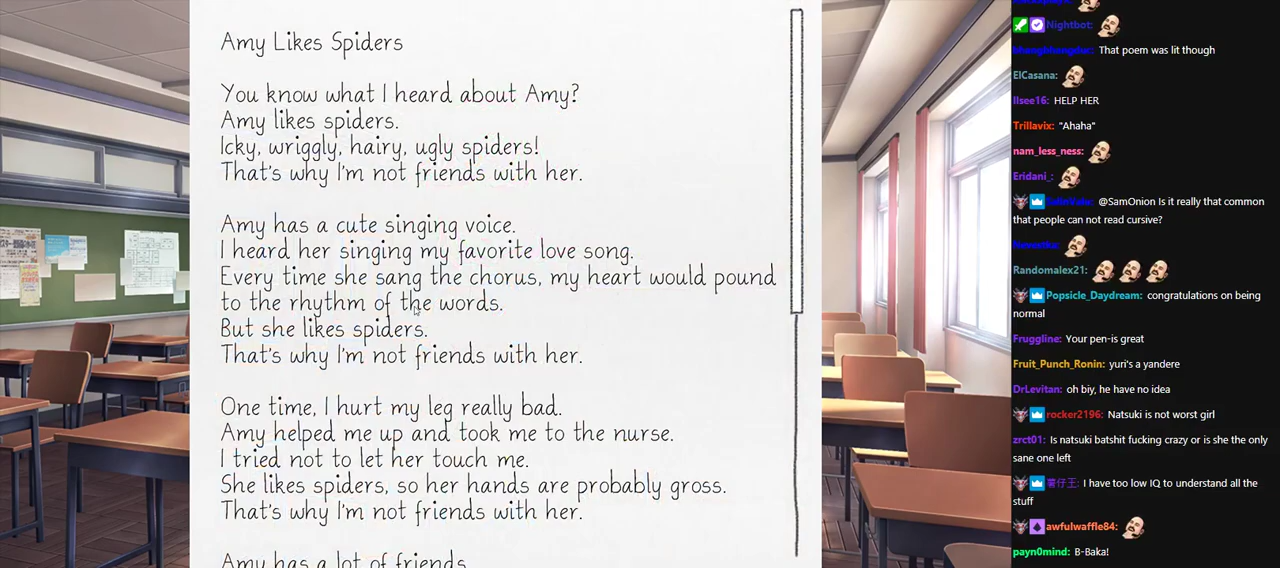 Amy Likes Spiders
You know what I heard about Amy?
Amy likes spiders.
Icky, wriggly, hairy, ugly spiders!
That's why I'm not friends with her.
Amy has a cute singing voice.
I heard her singing my favorite love song.
Every time she sang the chorus, my heart would pound
to the rhythm of the words.
But she likes spiders.
That's why I'm not friends with her.
One time, I hurt my leg really bad.
Amy helped me up and took me to the nurse.
I tried not to let her touch me.
She likes spiders, so her hands are probably gross.
That's why I'm not friends with her.
Amy has a lot of friends
Nightbot:
That poem was lit though
ElCasana:
llsee16: HELP HER
Trillavix: "Ahaha"
nam_less_ness:
Eridani_:
@SamOnion Is it really that common
that people can not read cursive?
Randomalex21:
Popsicle_Daydream: congratulations on being
normal
Fruggline: Your pen-is great
Fruit_Punch_Ronin: yuri's a yandere
DrLevitan: oh biy, he have no idea
rocker2196: Natsuki is not worst girl
zrct01: Is natsuki batshit fucking crazy or is she the only
sane one left
I have too low IQ to understand all the
stuff
awfulwaffle84:
payn0mind: B-Baka!